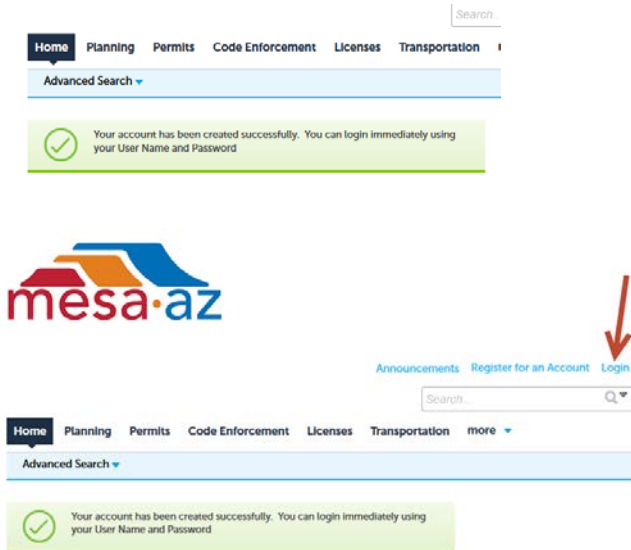 Search...
Home Planning Permits Code Enforcement Licenses Transportation
Advanced Search
Your account has been created successfully. You can login immediately using
your User Name and Password
mesa·az
Announcements Register for an Account Login
Search...
Home Planning Permits Code Enforcement Licenses Transportation more
Advanced Search
Your account has been created successfully. You can login immediately using
your User Name and Password